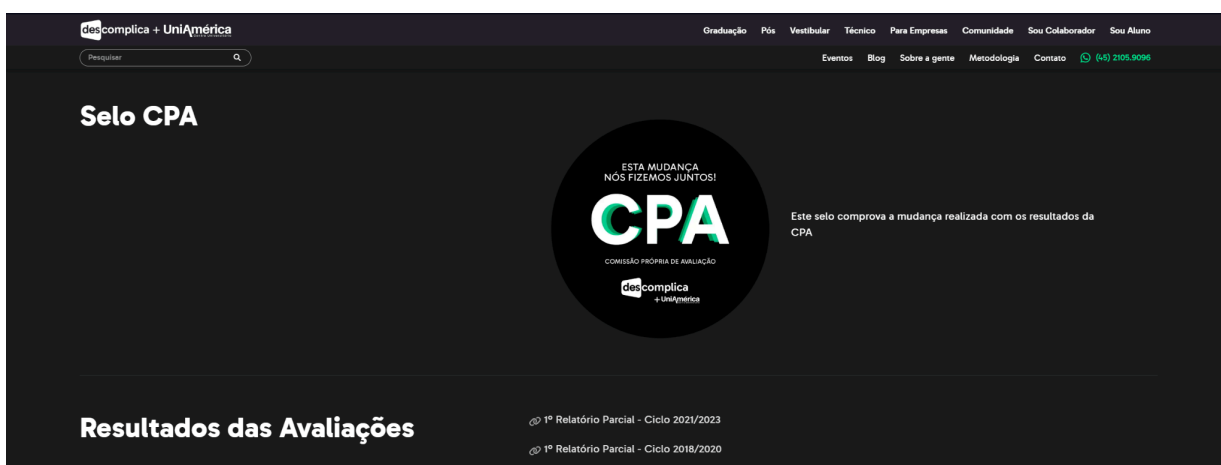 descomplica + UniAmérica
Graduação Pós Vestibular Técnico Para Empresas Comunidade Sou Colaborador Sou Aluno
Pesquisar
Eventos Blog Sobre a gente Metodologia Contato (45) 2105.9096
Selo CPA
ESTA MUDANÇA
NÓS FIZEMOS JUNTOS!
CPA
COMISSÃO PRÓPRIA DE AVALIAÇÃO
descomplica
+ UniAmérica
Este selo comprova a mudança realizada com os resultados da
CPA
Resultados das Avaliações
1º Relatório Parcial - Ciclo 2021/2023
1º Relatório Parcial - Ciclo 2018/2020